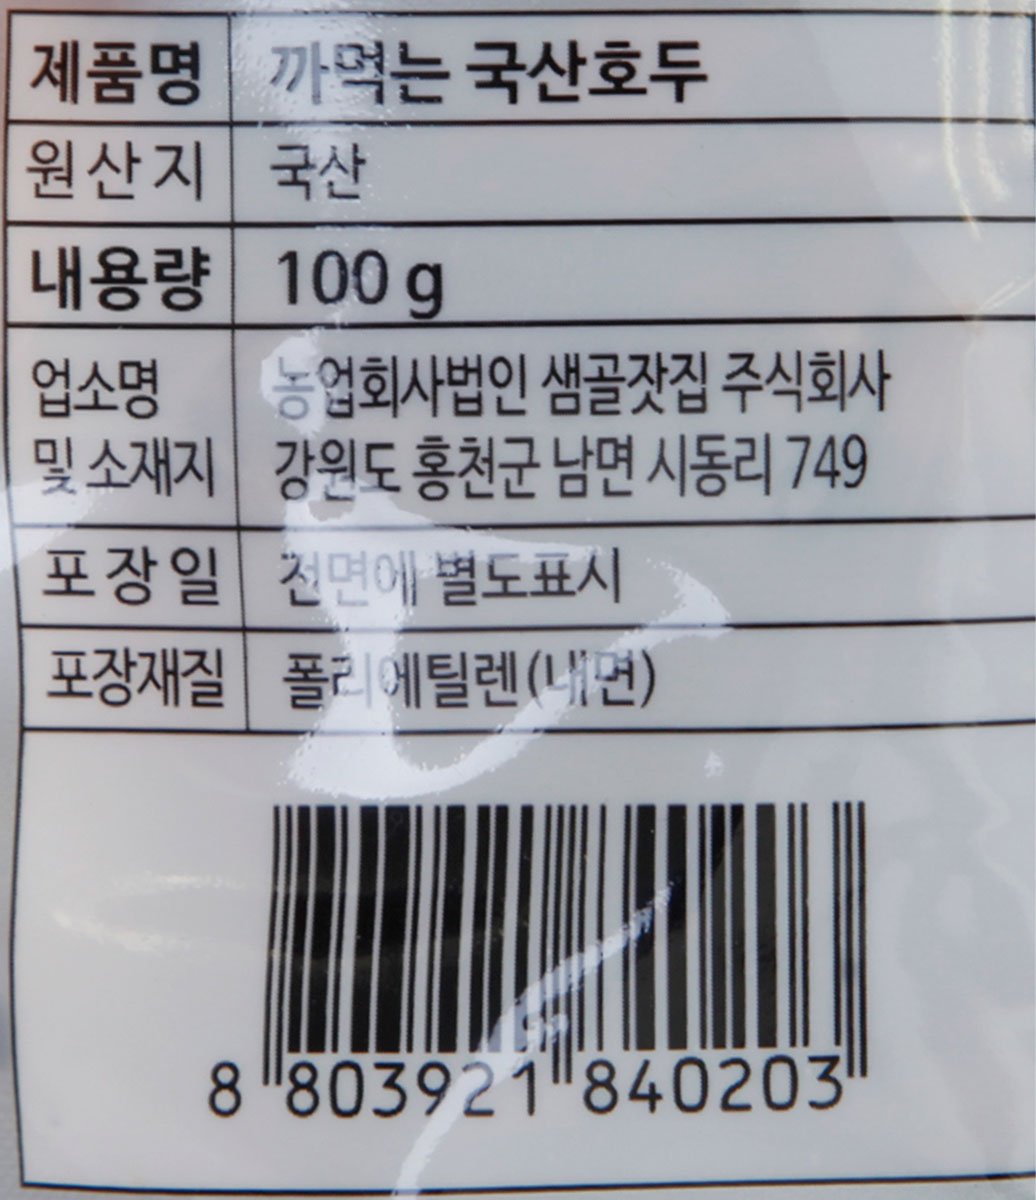 제품명 까먹는 국산호두
원산지 국산
내용량 100 g
업소명 농업회사법인 샘골잣집 주식회사
및 소재지 강원도 홍천군 남면 시동리 749
포장일 전면에 별도표시
포장재질 폴리에틸렌(내면)
8 803921 840203